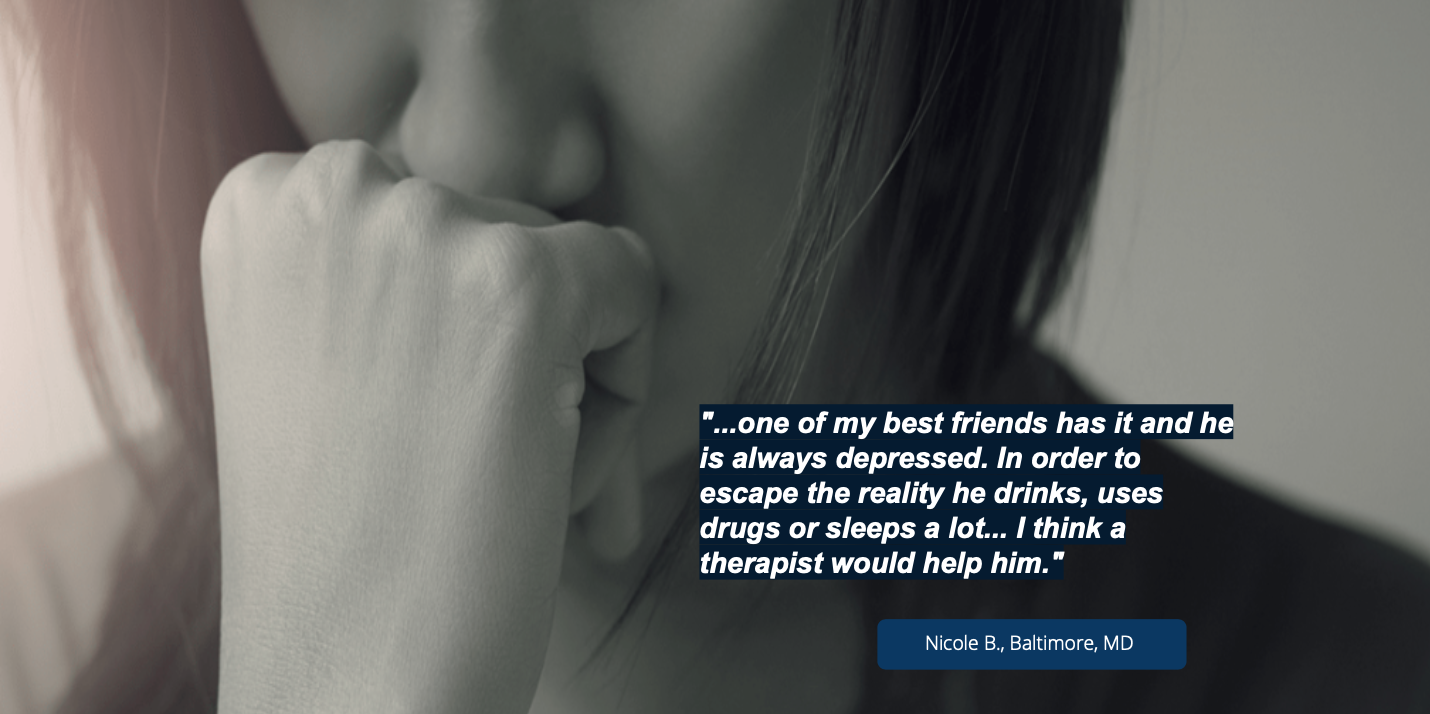 "...one of my best friends has it and he
is always depressed. In order to
escape the reality he drinks, uses
drugs or sleeps a lot... I think a
therapist would help him."
Nicole B., Baltimore, MD